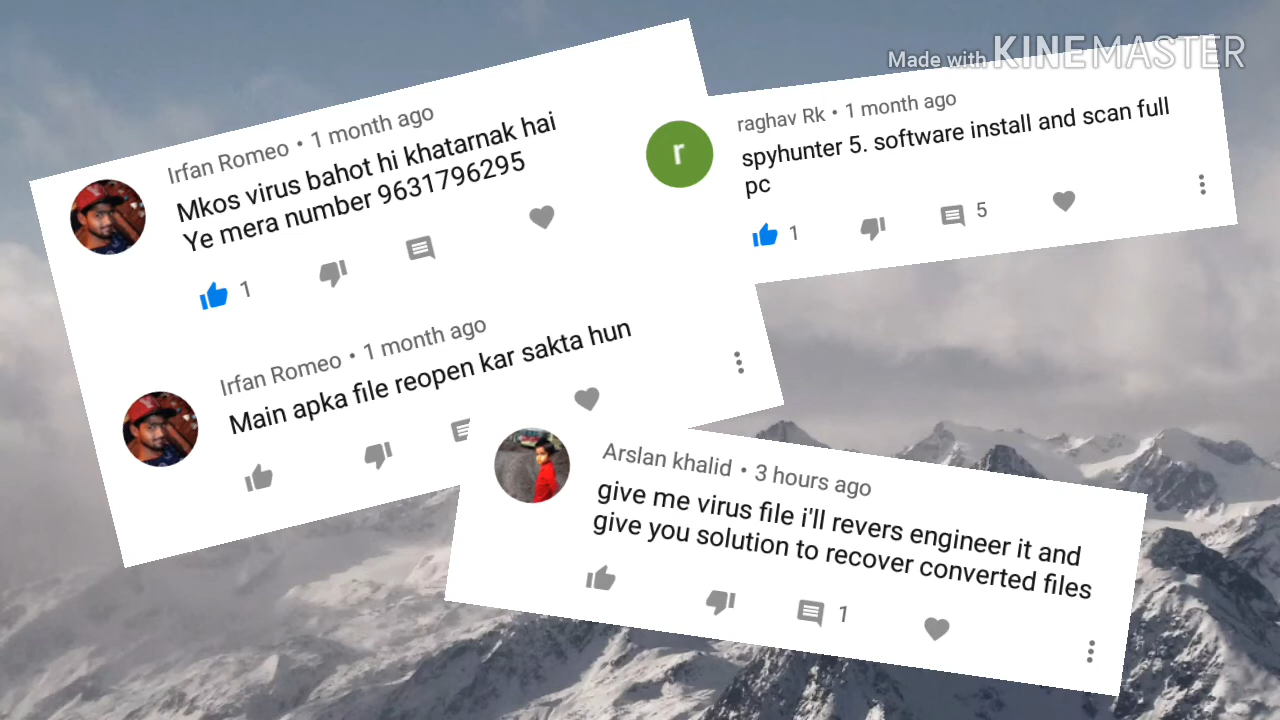 Made with KINEMASTER
Irfan Romeo • 1 month ago
Mkos virus bahot hi khatarnak hai
Ye mera number 9631796295
1
raghav Rk • 1 month ago
spyhunter 5. software install and scan full
pc
r
1
5
Irfan Romeo • 1 month ago
Main apka file reopen kar sakta hun
Arslan khalid • 3 hours ago
give me virus file i'll revers engineer it and
give you solution to recover converted files
1